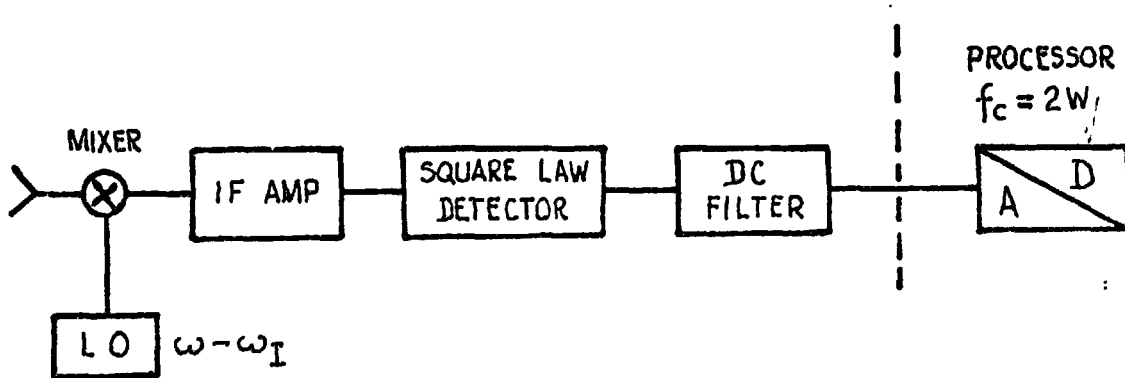 PROCESSOR
f_c = 2W
MIXER
IF AMP
SQUARE LAW
DETECTOR
DC
FILTER
A D
LO
ω - ω_I